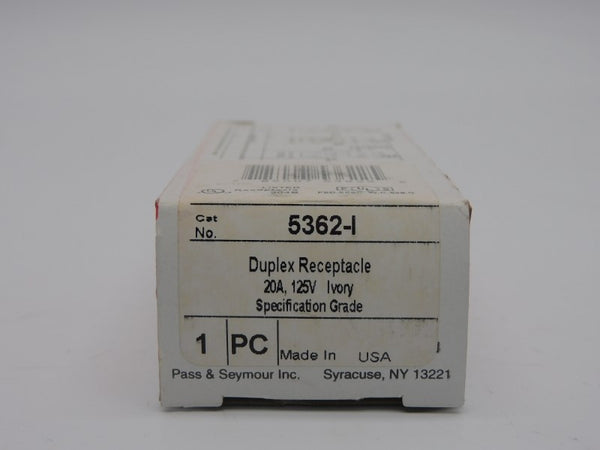 Cat
No. 5362-I
Duplex Receptacle
20A, 125V Ivory
Specification Grade
1 PC Made In USA
Pass & Seymour Inc. Syracuse, NY 13221